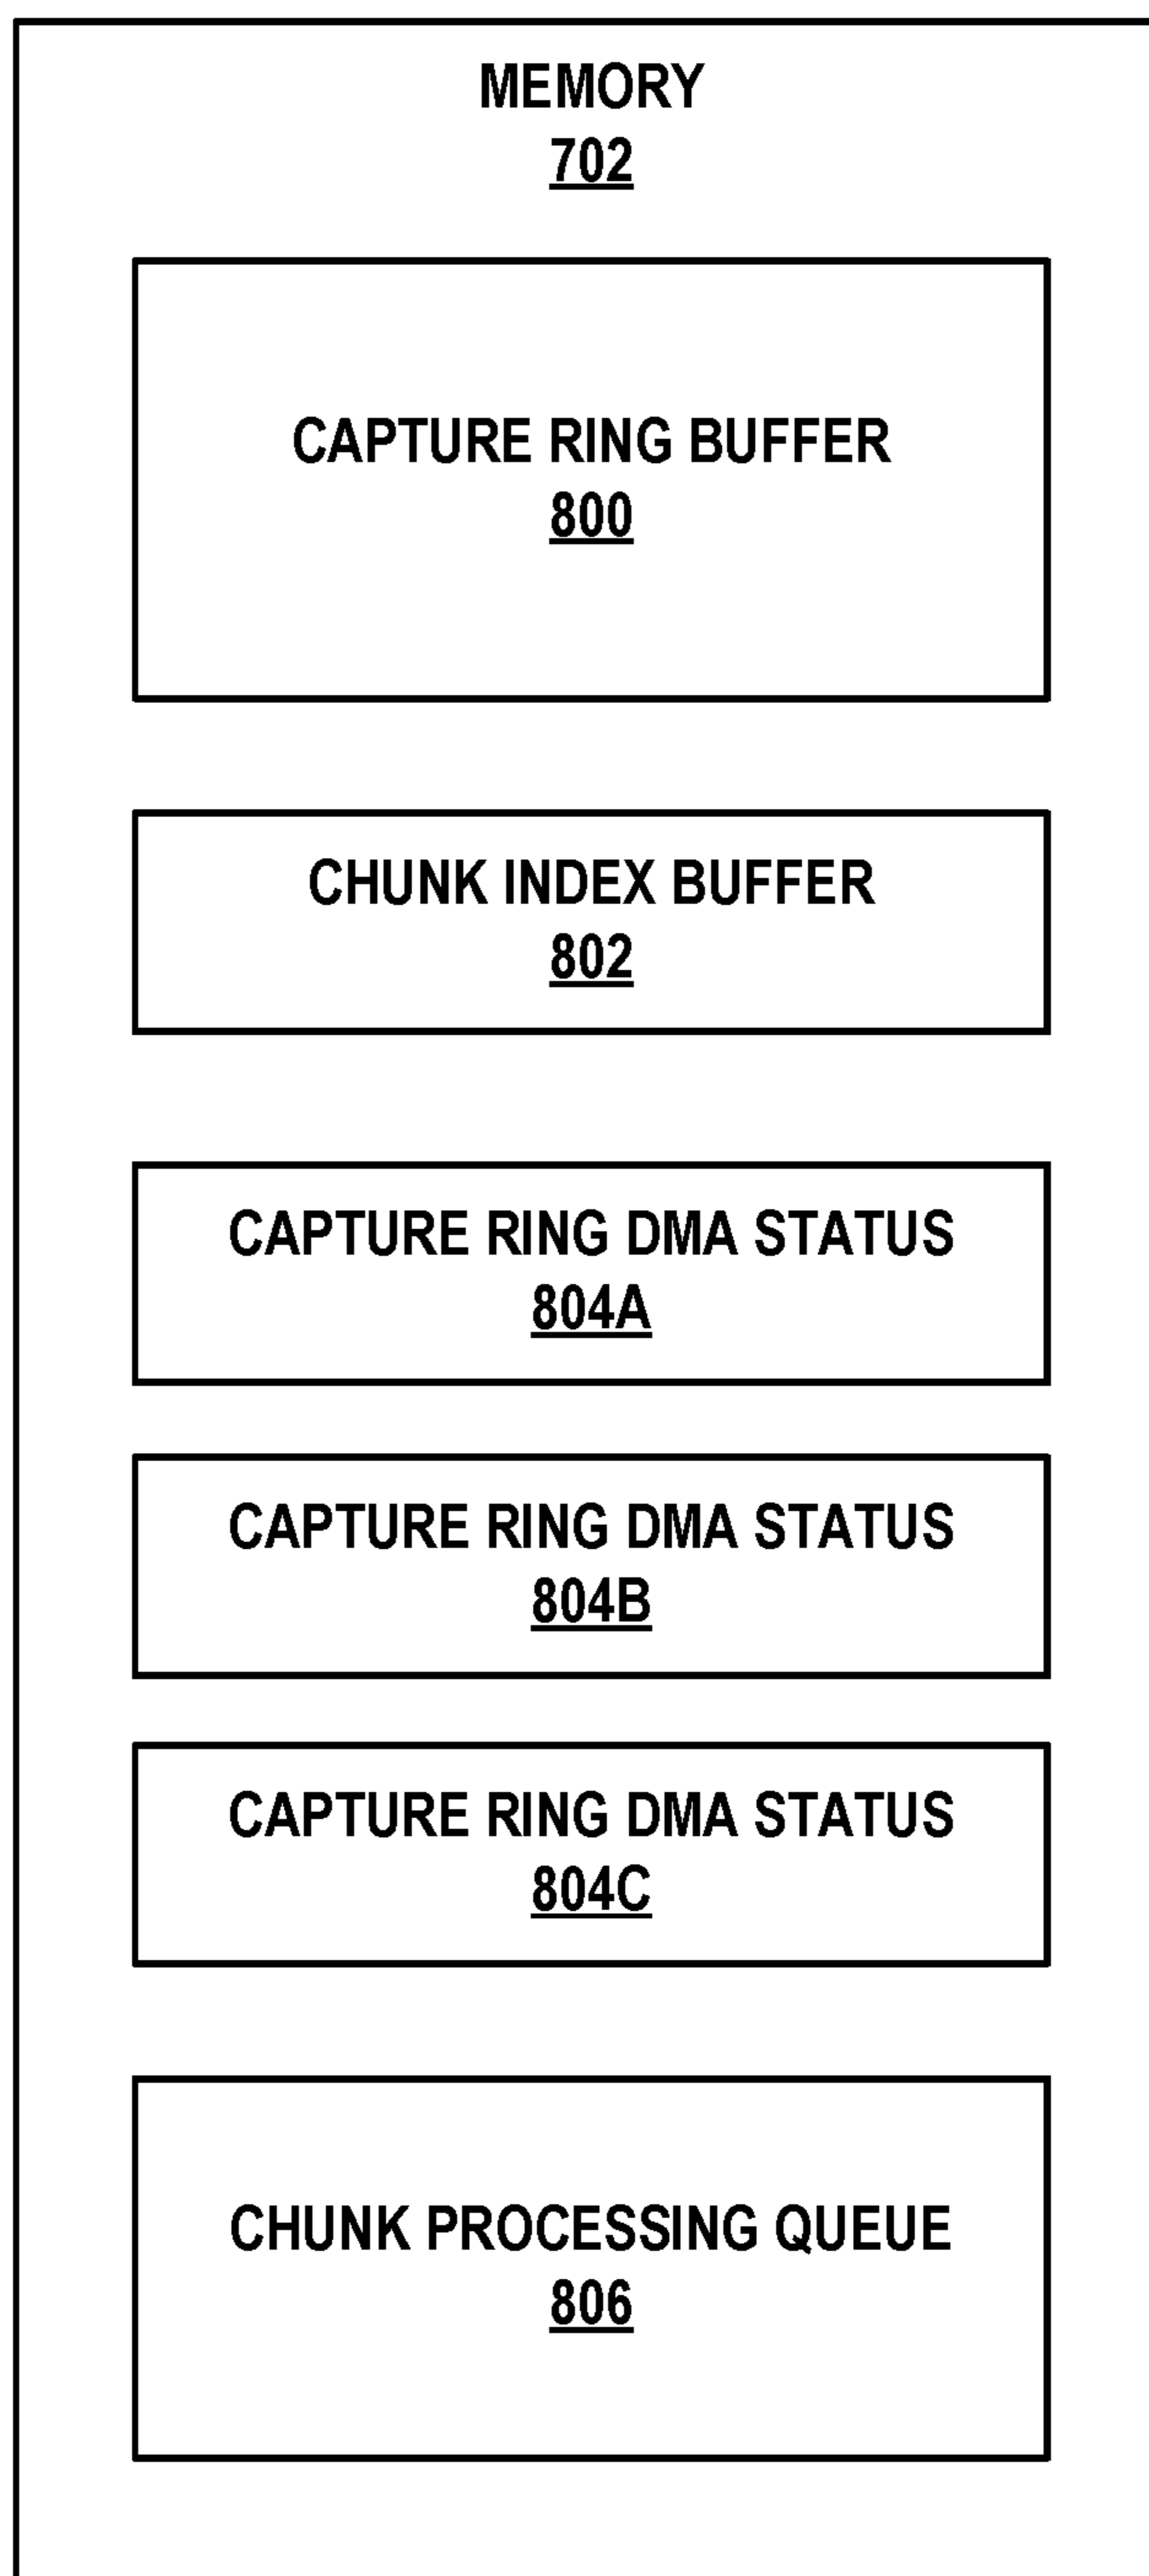 MEMORY
702
CAPTURE RING BUFFER
800
CHUNK INDEX BUFFER
802
CAPTURE RING DMA STATUS
804A
CAPTURE RING DMA STATUS
804B
CAPTURE RING DMA STATUS
804C
CHUNK PROCESSING QUEUE
806